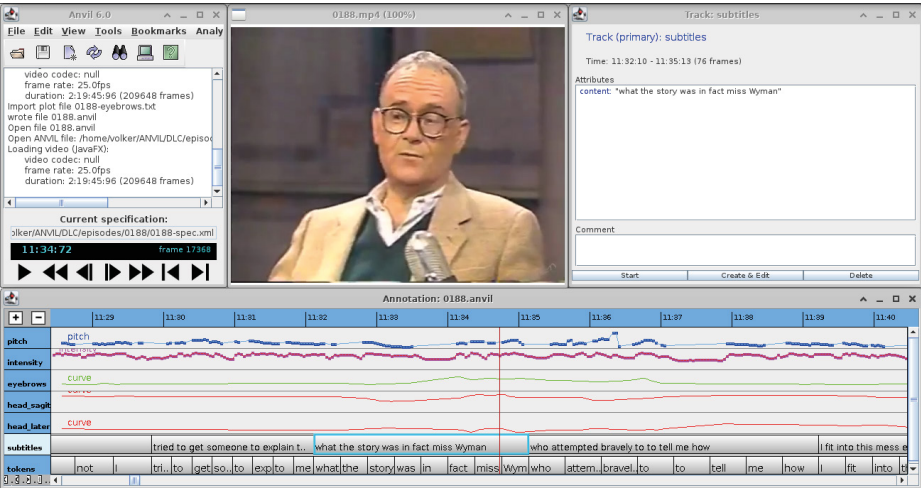 Anvil 6.0
File Edit View Tools Bookmarks Analy
video codec: null
frame rate: 25.0fps
duration: 2:19:45:96 (209648 frames)
Import plot file 0188-eyebrows.txt
wrote file 0188.anvil
Open file 0188.anvil
Open ANVIL file: /home/volker/ANVIL/DLC/episod
Loading video (JavaFX):
video codec: null
frame rate: 25.0fps
duration: 2:19:45:96 (209648 frames)
Current specification:
olker/ANVIL/DLC/episodes/0188/0188-spec.xml
11:34:72 frame 17368
0188.mp4 (100%)
Track: subtitles
Track (primary): subtitles
Time: 11:32:10 - 11:35:13 (76 frames)
Attributes
content: "what the story was in fact miss Wyman"
Comment
Start Create & Edit Delete
Annotation: 0188.anvil
11:29 11:30 11:31 11:32 11:33 11:34 11:35 11:36 11:37 11:38 11:39 11:40
pitch pitch
intensity intensity
eyebrows curve
head_sagit curve
head_later curve
subtitles tried to get someone to explain t... what the story was in fact miss Wyman who attempted bravely to to tell me how I fit into this mess e
tokens not I tri... to get so... to exp to me what the story was in fact miss Wym who attem... bravel... to to tell me how I fit into th